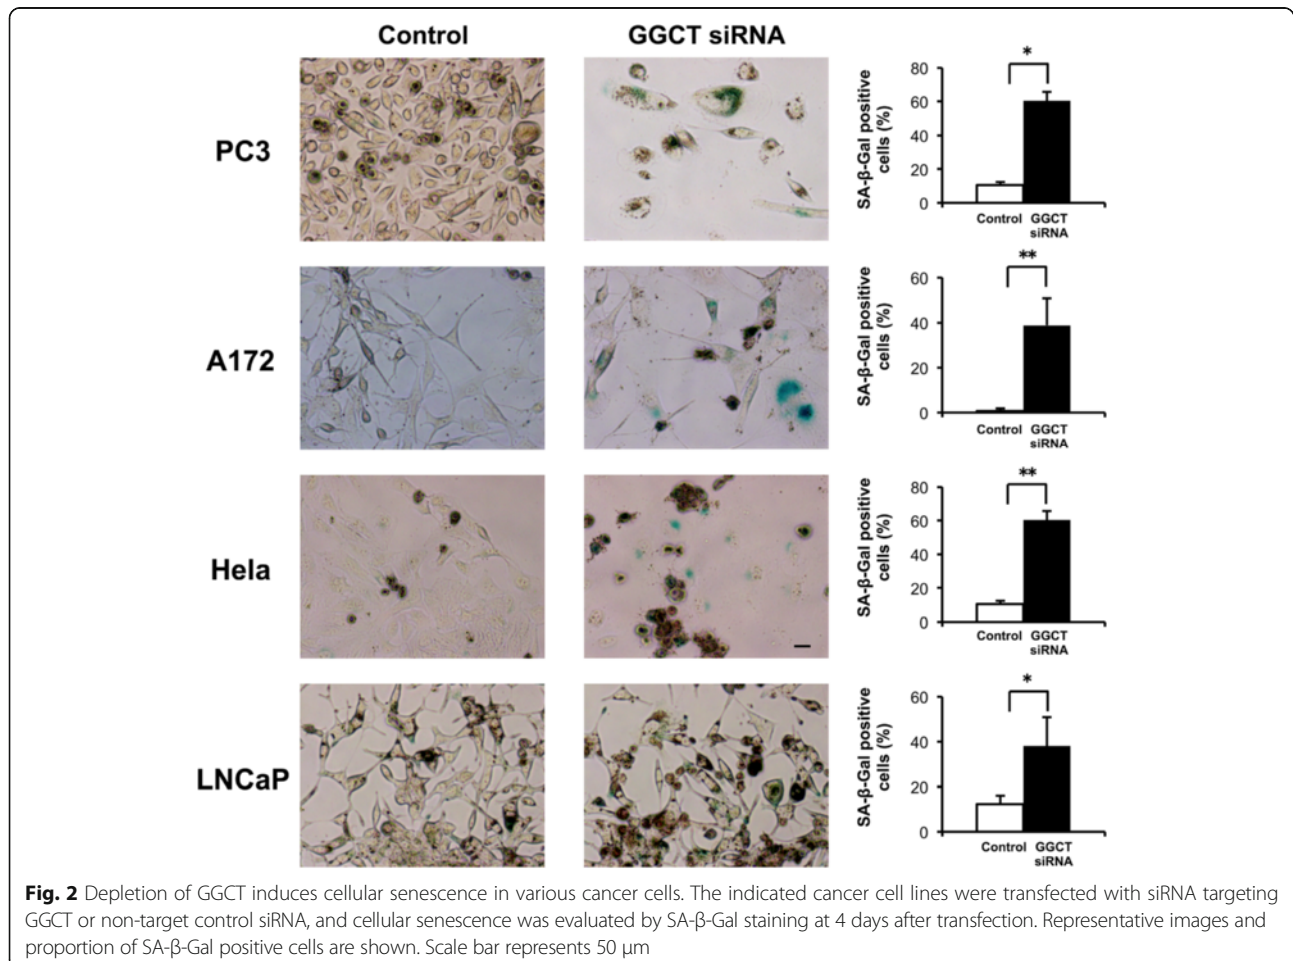 Control
GGCT siRNA
PC3
SA-β-Gal positive
cells (%)
80
60
40
20
0
*
Control
GGCT
siRNA
A172
SA-β-Gal positive
cells (%)
60
40
20
0
**
Control
GGCT
siRNA
Hela
SA-β-Gal positive
cells (%)
80
60
40
20
0
**
Control
GGCT
siRNA
LNCaP
SA-β-Gal positive
cells (%)
60
40
20
0
*
Control
GGCT
siRNA
Fig. 2 Depletion of GGCT induces cellular senescence in various cancer cells. The indicated cancer cell lines were transfected with siRNA targeting
GGCT or non-target control siRNA, and cellular senescence was evaluated by SA-β-Gal staining at 4 days after transfection. Representative images and
proportion of SA-β-Gal positive cells are shown. Scale bar represents 50 μm